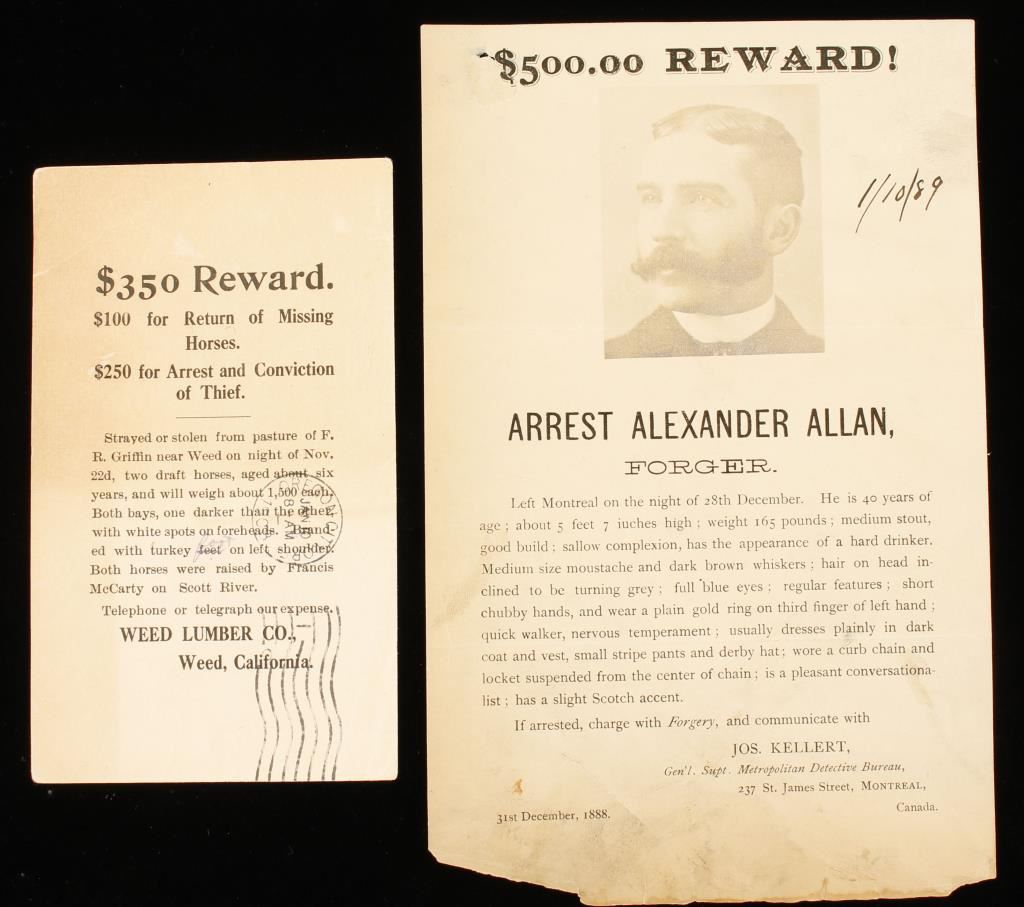 $350 Reward.
$100 for Return of Missing
Horses.
$250 for Arrest and Conviction
of Thief.
Strayed or stolen from pasture of F.
R. Griffin near Weed on night of Nov.
22d, two draft horses, aged about six
years, and will weigh about 1,500 each.
Both bays, one darker than the other,
with white spots on foreheads. Brand-
ed with turkey feet on left shoulder.
Both horses were raised by Francis
McCarty on Scott River.
Telephone or telegraph our expense.
WEED LUMBER CO.,
Weed, California.
OREGON CITY
JAN 10
8 AM
$500.00 REWARD!
1/10/89
ARREST ALEXANDER ALLAN,
FORGER.
Left Montreal on the night of 28th December. He is 40 years of
age; about 5 feet 7 iuches high; weight 165 pounds; medium stout,
good build; sallow complexion, has the appearance of a hard drinker.
Medium size moustache and dark brown whiskers; hair on head in-
clined to be turning grey; full blue eyes; regular features; short
chubby hands, and wear a plain gold ring on third finger of left hand;
quick walker, nervous temperament; usually dresses plainly in dark
coat and vest, small stripe pants and derby hat; wore a curb chain and
locket suspended from the center of chain; is a pleasant conversationa-
list; has a slight Scotch accent.
If arrested, charge with Forgery, and communicate with
JOS. KELLERT,
Gen'l. Supt. Metropolitan Detective Bureau,
237 St. James Street, MONTREAL,
Canada.
31st December, 1888.